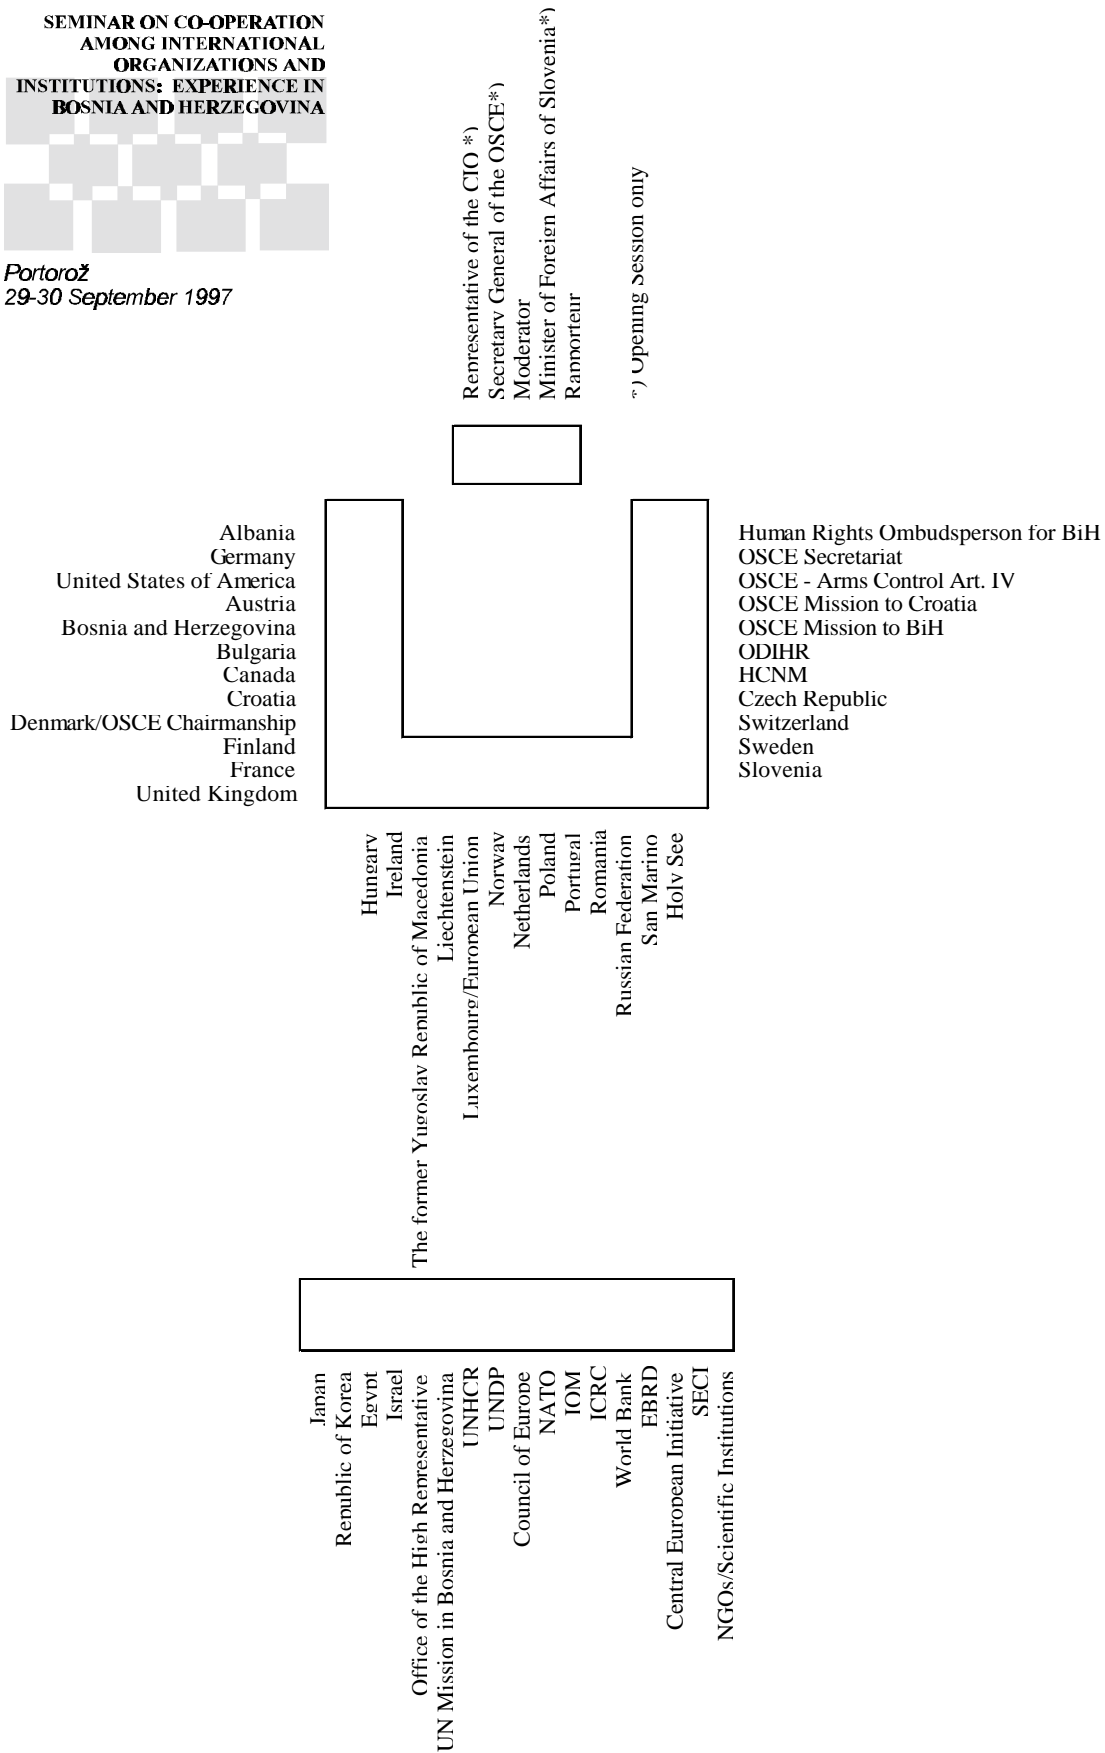 SEMINAR ON CO-OPERATION
AMONG INTERNATIONAL
ORGANIZATIONS AND
INSTITUTIONS: EXPERIENCE IN
BOSNIA AND HERZEGOVINA
Portorož
29-30 September 1997
Representative of the CIO *)
Secretary General of the OSCE*)
Moderator
Minister of Foreign Affairs of Slovenia*)
Rapporteur
*) Opening Session only
Albania
Germany
United States of America
Austria
Bosnia and Herzegovina
Bulgaria
Canada
Croatia
Denmark/OSCE Chairmanship
Finland
France
United Kingdom
Human Rights Ombudsperson for BiH
OSCE Secretariat
OSCE - Arms Control Art. IV
OSCE Mission to Croatia
OSCE Mission to BiH
ODIHR
HCNM
Czech Republic
Switzerland
Sweden
Slovenia
Hungary
Ireland
The former Yugoslav Republic of Macedonia
Liechtenstein
Luxembourg/European Union
Norway
Netherlands
Poland
Portugal
Romania
Russian Federation
San Marino
Holy See
Japan
Republic of Korea
Egypt
Israel
Office of the High Representative
UN Mission in Bosnia and Herzegovina
UNHCR
UNDP
Council of Europe
NATO
IOM
ICRC
World Bank
EBRD
Central European Initiative
SECI
NGOs/Scientific Institutions